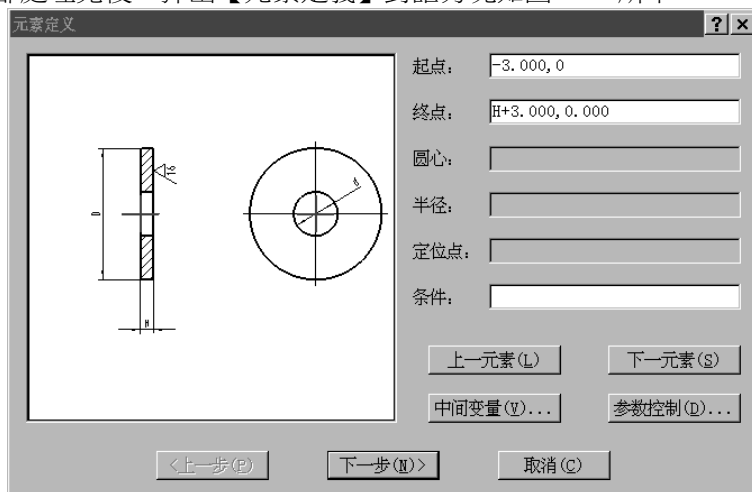 元素定义
起点： -3.000,0
终点： H+3.000,0.000
圆心：
半径：
定位点：
条件：
上一元素(L) 下一元素(S)
中间变量(V)... 参数控制(D)...
<上一步(P) 下一步(N)> 取消(C)
D
1.6
d
H